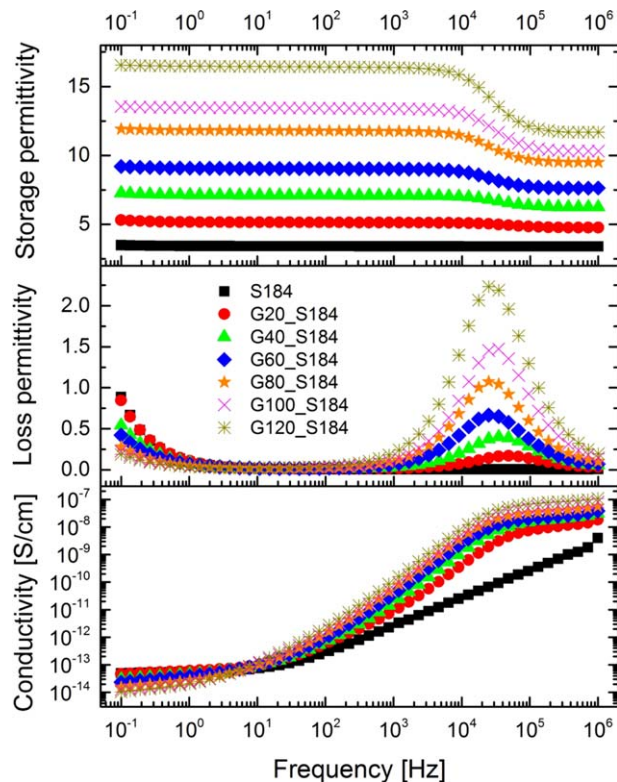 10⁻¹ 10⁰ 10¹ 10² 10³ 10⁴ 10⁵ 10⁶
Storage permittivity
15
10
5
Loss permittivity
2.0
1.5
1.0
0.5
0.0
S184
G20_S184
G40_S184
G60_S184
G80_S184
G100_S184
G120_S184
Conductivity [S/cm]
10⁻⁷
10⁻⁸
10⁻⁹
10⁻¹⁰
10⁻¹¹
10⁻¹²
10⁻¹³
10⁻¹⁴
10⁻¹ 10⁰ 10¹ 10² 10³ 10⁴ 10⁵ 10⁶
Frequency [Hz]